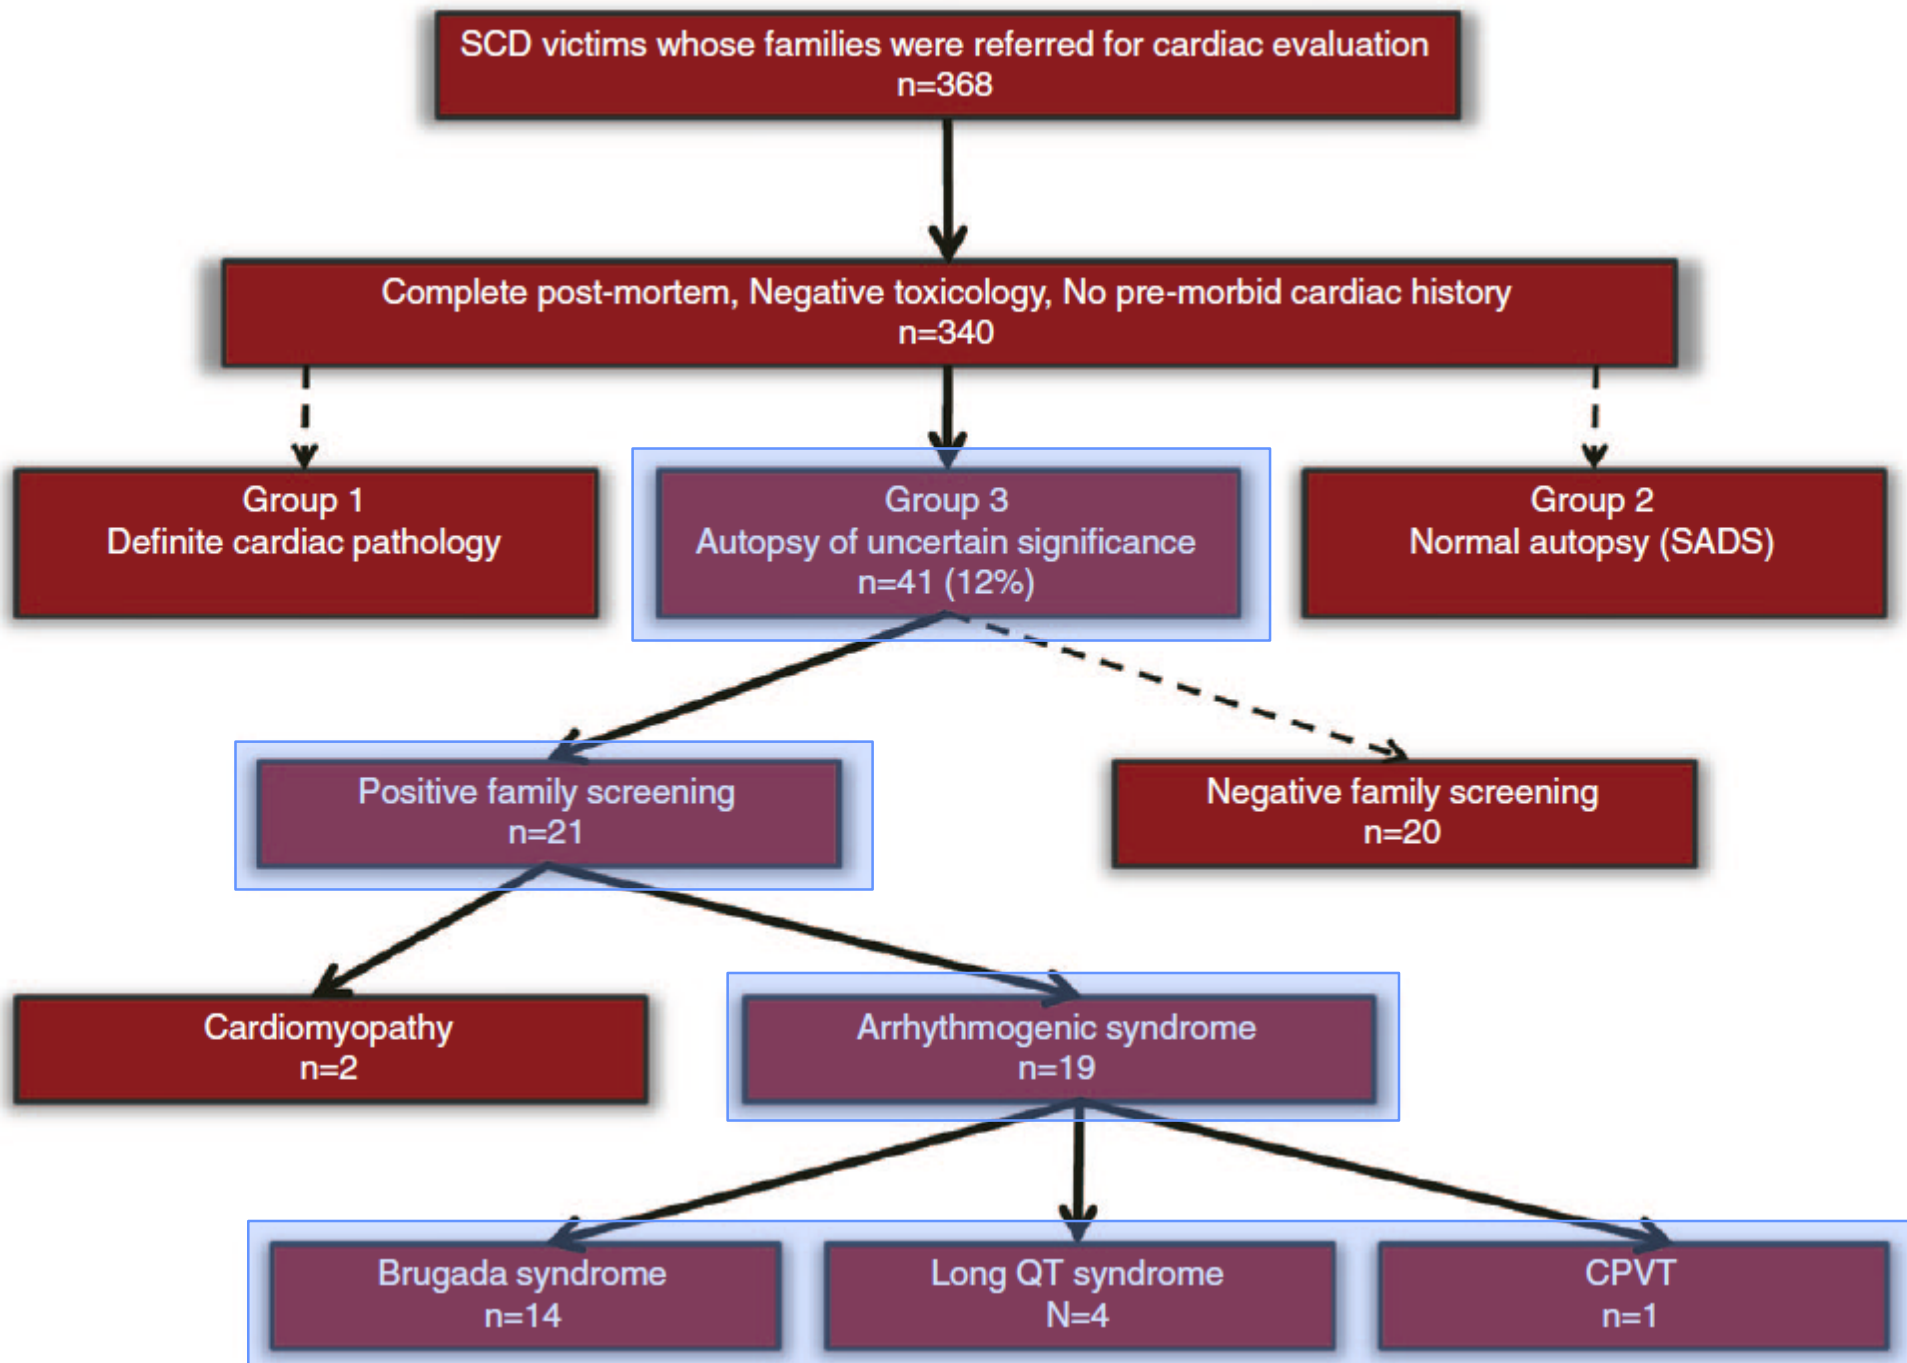 SCD victims whose families were referred for cardiac evaluation
n=368
Complete post-mortem, Negative toxicology, No pre-morbid cardiac history
n=340
Group 1
Definite cardiac pathology
Group 3
Autopsy of uncertain significance
n=41 (12%)
Group 2
Normal autopsy (SADS)
Positive family screening
n=21
Negative family screening
n=20
Cardiomyopathy
n=2
Arrhythmogenic syndrome
n=19
Brugada syndrome
n=14
Long QT syndrome
N=4
CPVT
n=1